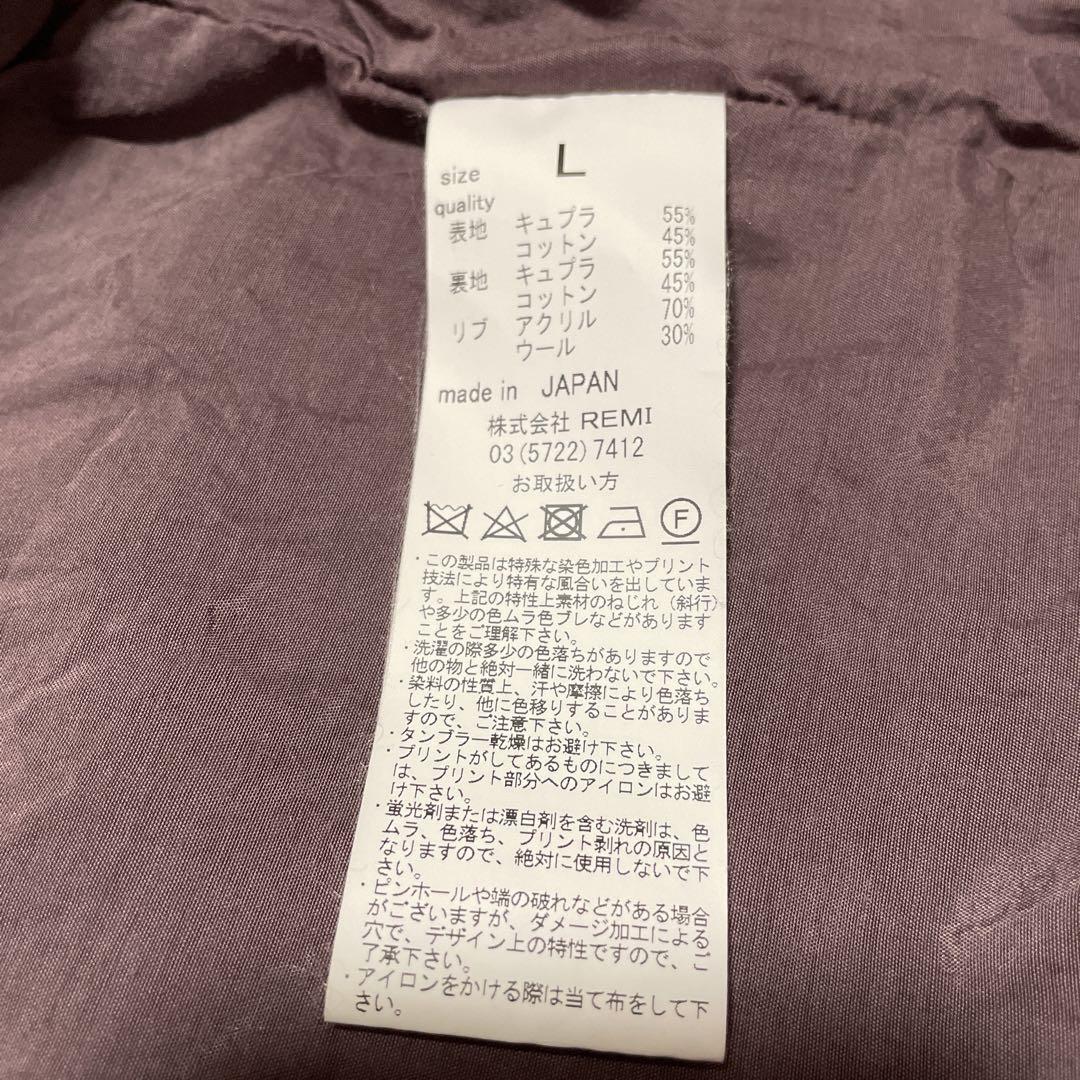 size L
quality
表地 キュプラ 55%
コットン 45%
裏地 キュプラ 55%
コットン 45%
リブ アクリル 70%
ウール 30%
made in JAPAN
株式会社 REMI
03(5722)7412
お取扱い方
F
・この製品は特殊な染色加工やプリント
技法により特有な風合いを出していま
す。上記の特性上素材のねじれ（斜行）
や多少の色ムラ色ブレなどがあります
ことをご理解下さい。
・洗濯の際多少の色落ちがありますので
他の物と絶対一緒に洗わないで下さい。
・染料の性質上、汗や摩擦により色落ち
したり、他に色移りすることがありま
すので、ご注意下さい。
・タンブラー乾燥はお避け下さい。
・プリントがしてあるものにつきまして
は、プリント部分へのアイロンはお避
け下さい。
・蛍光剤または漂白剤を含む洗剤は、色
ムラ、色落ち、プリント剥れの原因と
なりますので、絶対に使用しないで下
さい。
・ピンホールや端の破れなどがある場合
がございますが、ダメージ加工による
穴で、デザイン上の特性ですので、ご
了承下さい。
・アイロンをかける際は当て布をして下
さい。